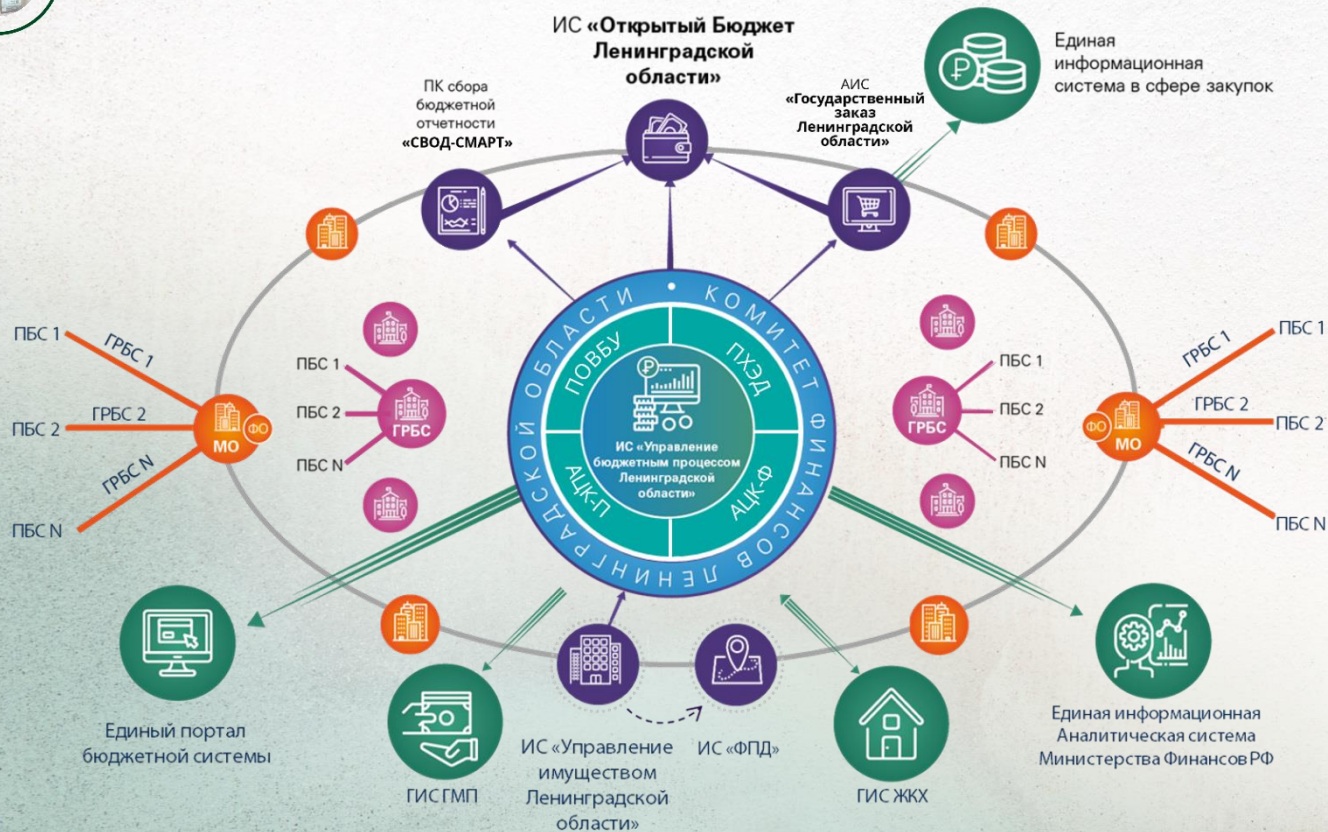 ИС «Открытый Бюджет
Ленинградской
области»
ПК сбора
бюджетной
отчетности
«СВОД-СМАРТ»
АИС
«Государственный
заказ
Ленинградской
области»
Единая
информационная
система в сфере закупок
КОМИТЕТ ФИНАНСОВ ЛЕНИНГРАДСКОЙ ОБЛАСТИ
ПОВБУ
ПХЭД
АЦК-П
АЦК-Ф
ИС «Управление
бюджетным процессом
Ленинградской
области»
ПБС 1
ГРБС 1
ПБС 2
ГРБС 2
ПБС N
ГРБС N
МО
ФО
ПБС 1
ПБС 2
ПБС N
ГРБС
ГРБС
ПБС 1
ПБС 2
ПБС N
ФО
МО
ГРБС 1
ПБС 1
ГРБС 2
ПБС 2
ГРБС N
ПБС N
Единый портал
бюджетной системы
ГИС ГМП
ИС «Управление
имуществом
Ленинградской
области»
ИС «ФПД»
ГИС ЖКХ
Единая информационная
Аналитическая система
Министерства Финансов РФ